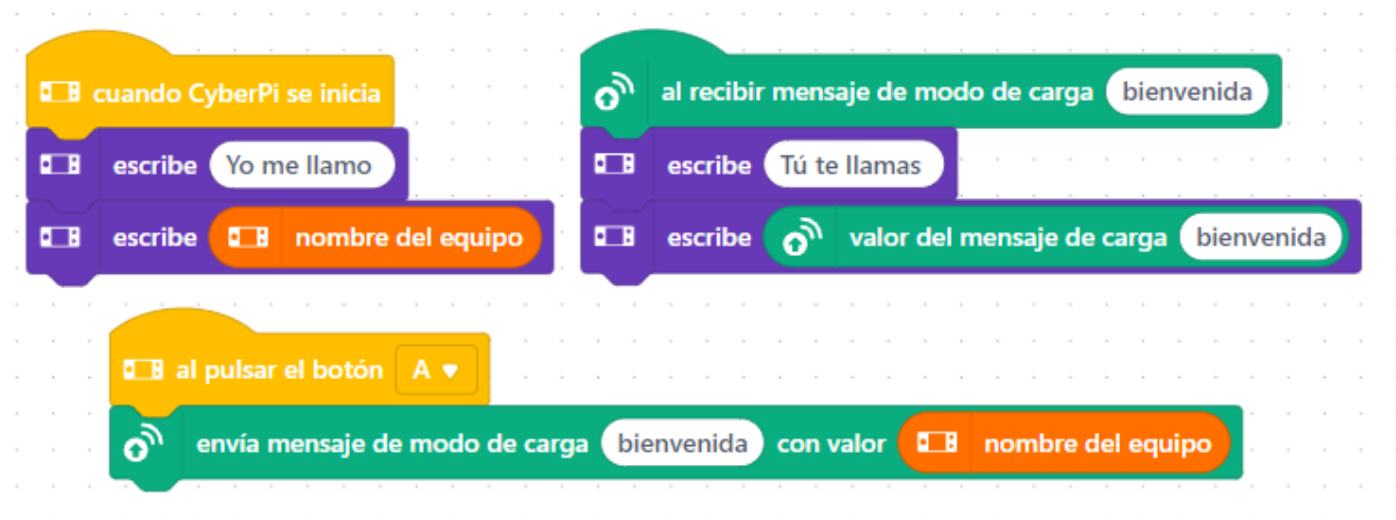 cuando CyberPi se inicia
escribe Yo me llamo
escribe nombre del equipo
al recibir mensaje de modo de carga bienvenida
escribe Tú te llamas
escribe valor del mensaje de carga bienvenida
al pulsar el botón A
envía mensaje de modo de carga bienvenida con valor nombre del equipo